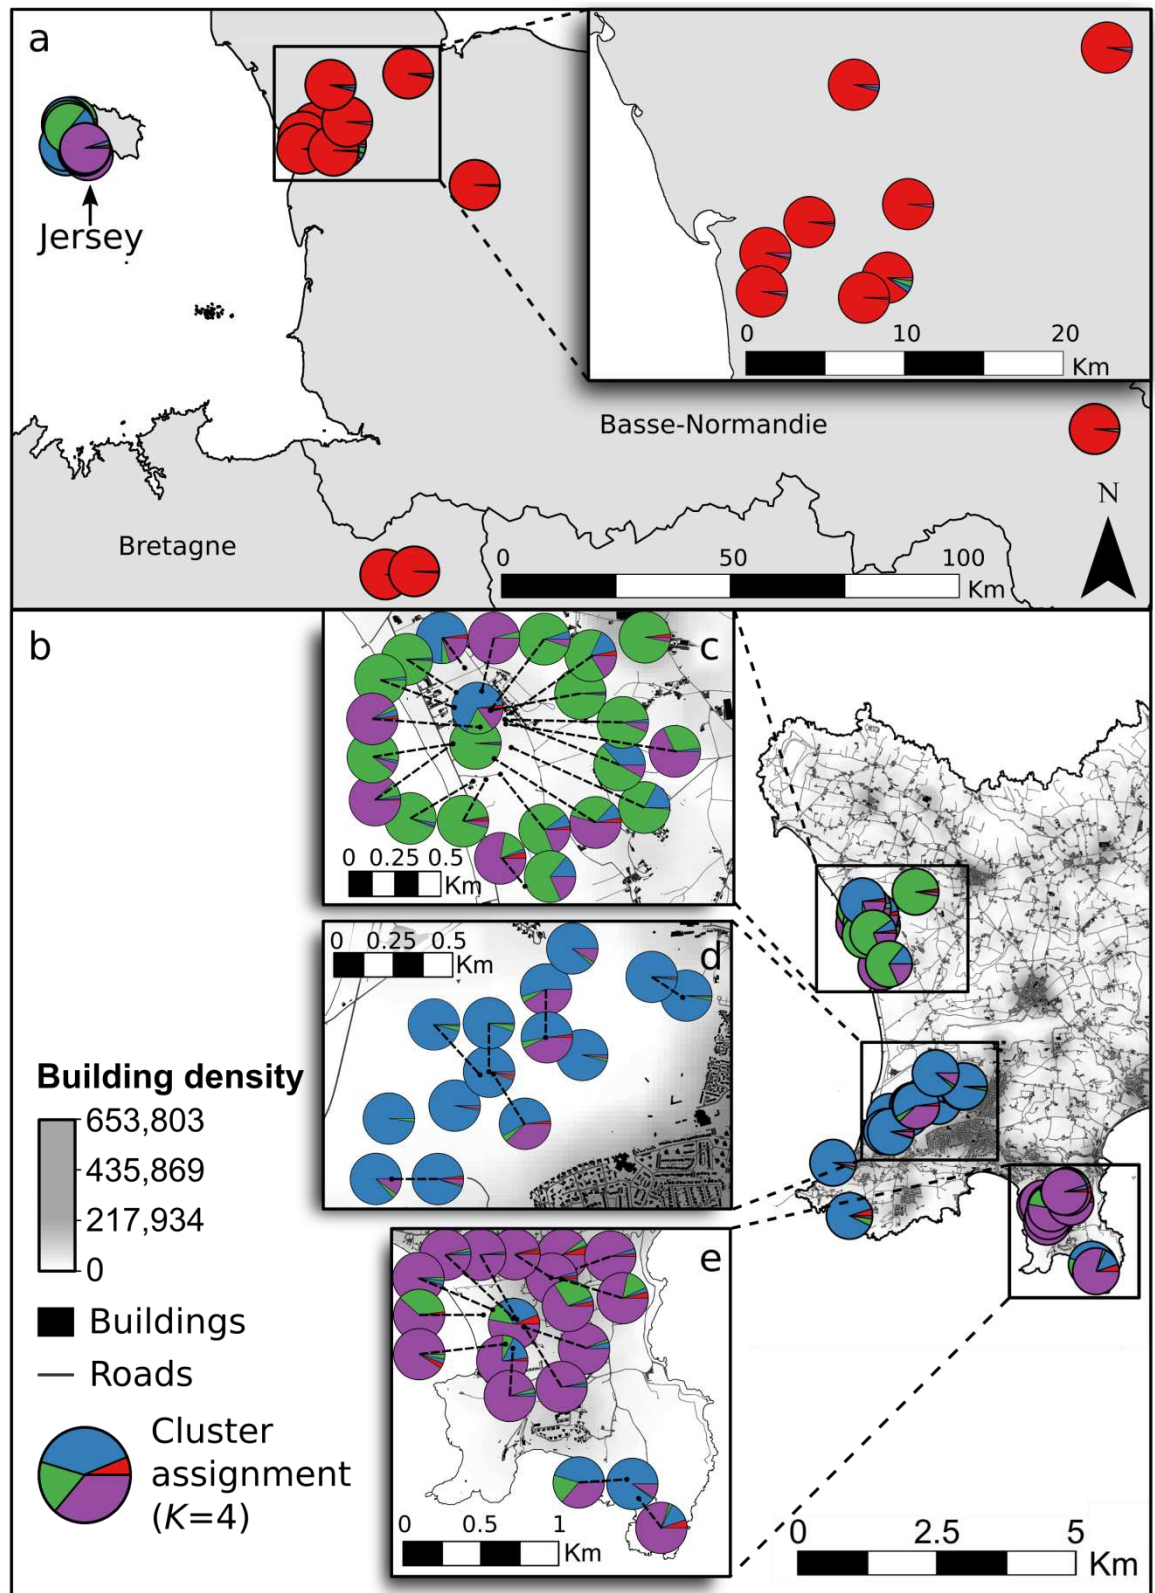 a
Jersey
0 10 20
Km
Basse-Normandie
N
Bretagne
0 50 100
Km
b
c
0 0.25 0.5
Km
0 0.25 0.5
Km
d
Building density
653,803
435,869
217,934
0
e
Buildings
Roads
Cluster
assignment
(K=4)
0 0.5 1
Km
0 2.5 5
Km